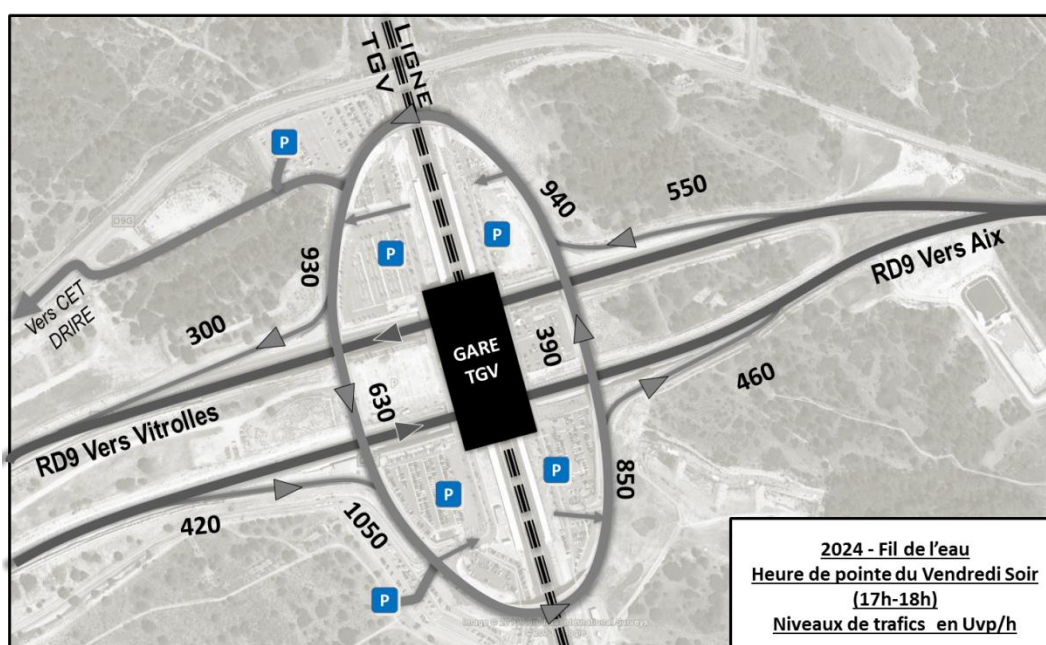 LIGNE
TGV
P
550
940
P
P
RD9 Vers Aix
930
Vers CET
DRIRE
300
GARE
TGV
390
460
630
RD9 Vers Vitrolles
P
P
850
420
1050
P
2024 - Fil de l'eau
Heure de pointe du Vendredi Soir
(17h-18h)
Niveaux de trafics en Uvp/h